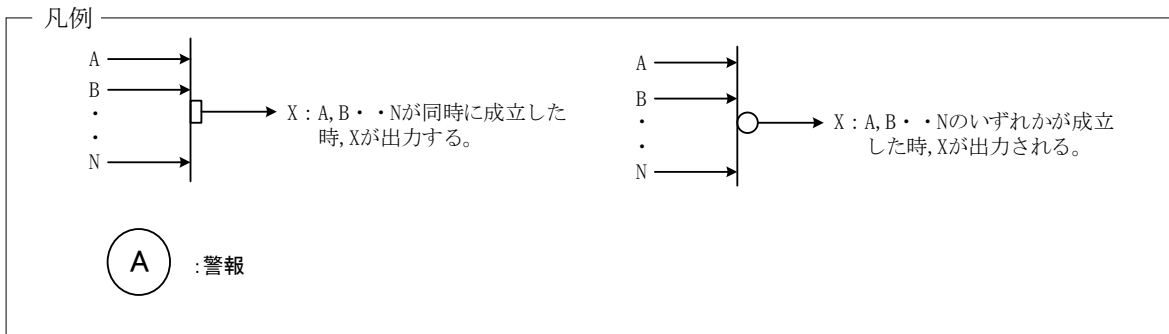 凡例
A
B
・
・
N
X：A,B・・Nが同時に成立した
時,Xが出力する。
A
B
・
・
N
X：A,B・・Nのいずれかが成立
した時,Xが出力される。
A :警報